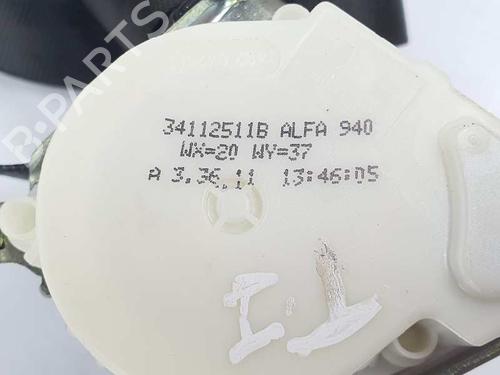 34112511B ALFA 940
WX=20 WY=37
A 3.36.11 13:46:05
I.T
B-PARTS